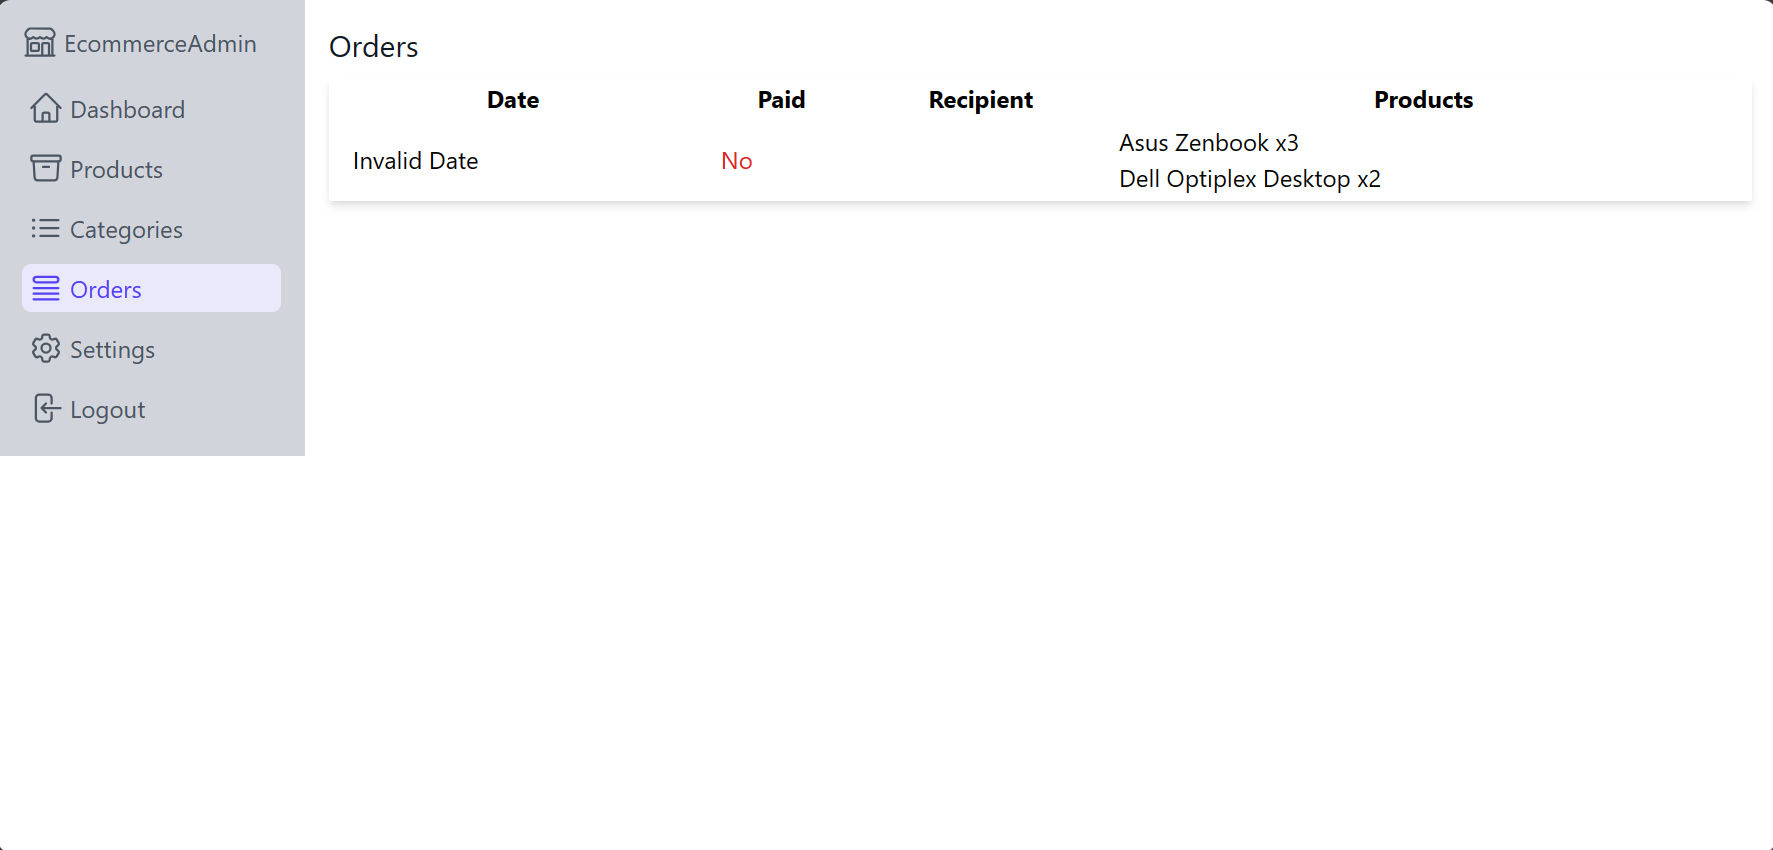 EcommerceAdmin
Dashboard
Products
Categories
Orders
Settings
Logout
Orders
Date Paid Recipient Products
Invalid Date No Asus Zenbook x3
Dell Optiplex Desktop x2